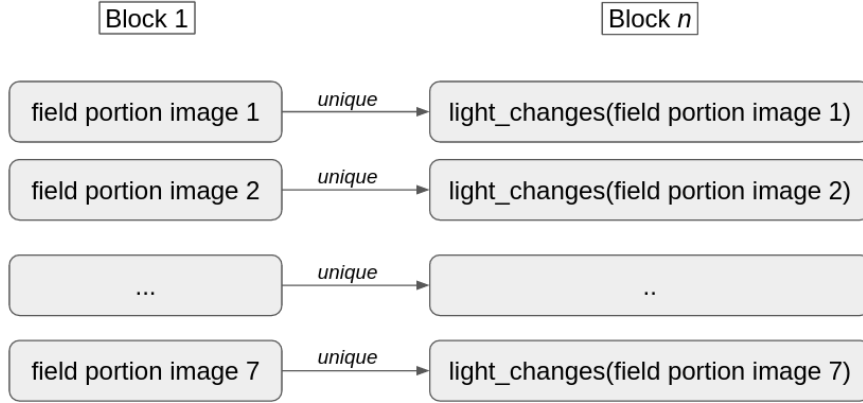 Block 1
Block n
field portion image 1
unique
light_changes(field portion image 1)
field portion image 2
unique
light_changes(field portion image 2)
...
unique
..
field portion image 7
unique
light_changes(field portion image 7)